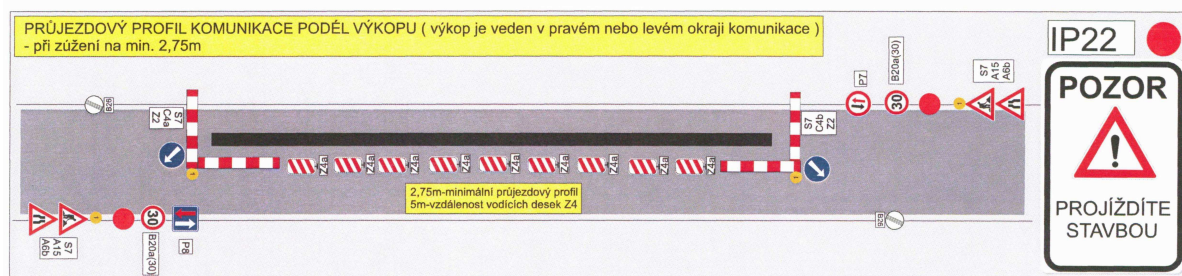 PRŮJEZDOVÝ PROFIL KOMUNIKACE PODÉL VÝKOPU ( výkop je veden v pravém nebo levém okraji komunikace )
- při zúžení na min. 2,75m
IP22
POZOR
!
PROJÍŽDÍTE
STAVBOU
B26
S7
C4a
Z2
Z4a
Z4a
Z4a
Z4a
Z4a
Z4a
Z4a
Z4a
Z4a
S7
C4b
Z2
P7
B20a(30)
30
S7
A15
A6b
2,75m-minimální průjezdový profil
5m-vzdálenost vodících desek Z4
S7
A15
A6b
30
B20a(30)
P8
B26